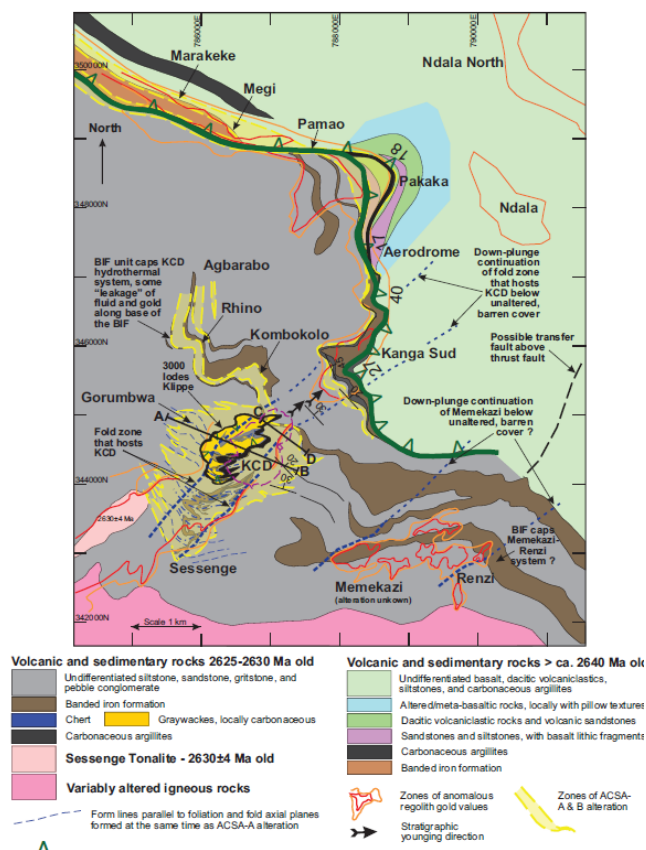 786000E
788000E
790000E
350000N
Marakeke
Ndala North
Megi
North
Pamao
18
Pakaka
348000N
17
Ndala
Aerodrome
BIF unit caps KCD
hydrothermal
system, some
“leakage” of
fluid and gold
along base of
the BIF
Agbarabo
Down-plunge
continuation
of fold zone
that hosts
KCD below
unaltered,
barren cover
40
Rhino
Kombokolo
346000N
Possible transfer
fault above
thrust fault
Kanga Sud
27
3000
lodes
Klippe
Gorumbwa
Down-plunge continuation
of Memekazi below
unaltered, barren
cover ?
A
C
Fold zone
that hosts
KCD
KCD
D
B
20
30
344000N
2630±4 Ma
BIF caps
Memekazi-
Renzi
system ?
Sessenge
Memekazi
(alteration unkown)
Renzi
342000N
Scale 1 km
Volcanic and sedimentary rocks 2625-2630 Ma old
Undifferentiated siltstone, sandstone, gritstone, and
pebble conglomerate
Banded iron formation
Chert
Graywackes, locally carbonaceous
Carbonaceous argillites
Sessenge Tonalite - 2630±4 Ma old
Variably altered igneous rocks
Form lines parallel to foliation and fold axial planes
formed at the same time as ACSA-A alteration
Volcanic and sedimentary rocks > ca. 2640 Ma old
Undifferentiated basalt, dacitic volcaniclastics,
siltstones, and carbonaceous argillites
Altered/meta-basaltic rocks, locally with pillow textures
Dacitic volcaniclastic rocks and volcanic sandstones
Sandstones and siltstones, with basalt lithic fragments
Carbonaceous argillites
Banded iron formation
Zones of anomalous
regolith gold values
Zones of ACSA-
A & B alteration
Stratigraphic
younging direction